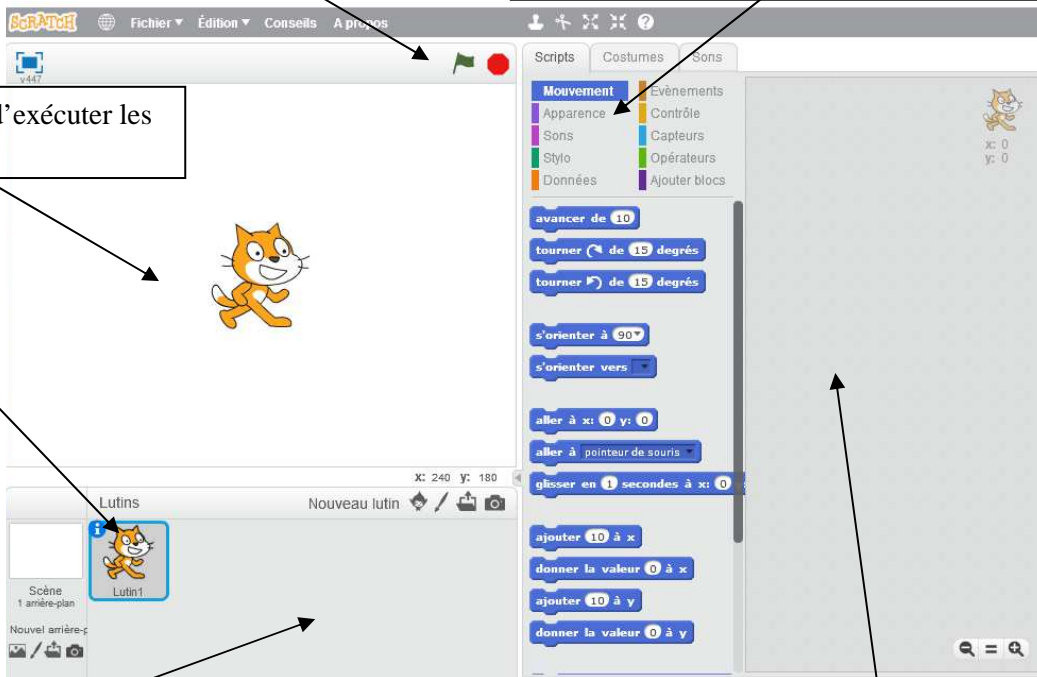 SCRATCH Fichier Édition Conseils A propos
v447
Scripts Costumes Sons
d'exécuter les
Mouvement Evènements
Apparence Contrôle
Sons Capteurs
Stylo Opérateurs
Données Ajouter blocs
x: 0
y: 0
avancer de 10
tourner de 15 degrés
tourner de 15 degrés
s'orienter à 90
s'orienter vers
aller à x: 0 y: 0
aller à pointeur de souris
glisser en 1 secondes à x: 0
ajouter 10 à x
donner la valeur 0 à x
ajouter 10 à y
donner la valeur 0 à y
x: 240 y: 180
Lutins Nouveau lutin
Scène
1 arrière-plan
Lutin1
Nouvel arrière-p